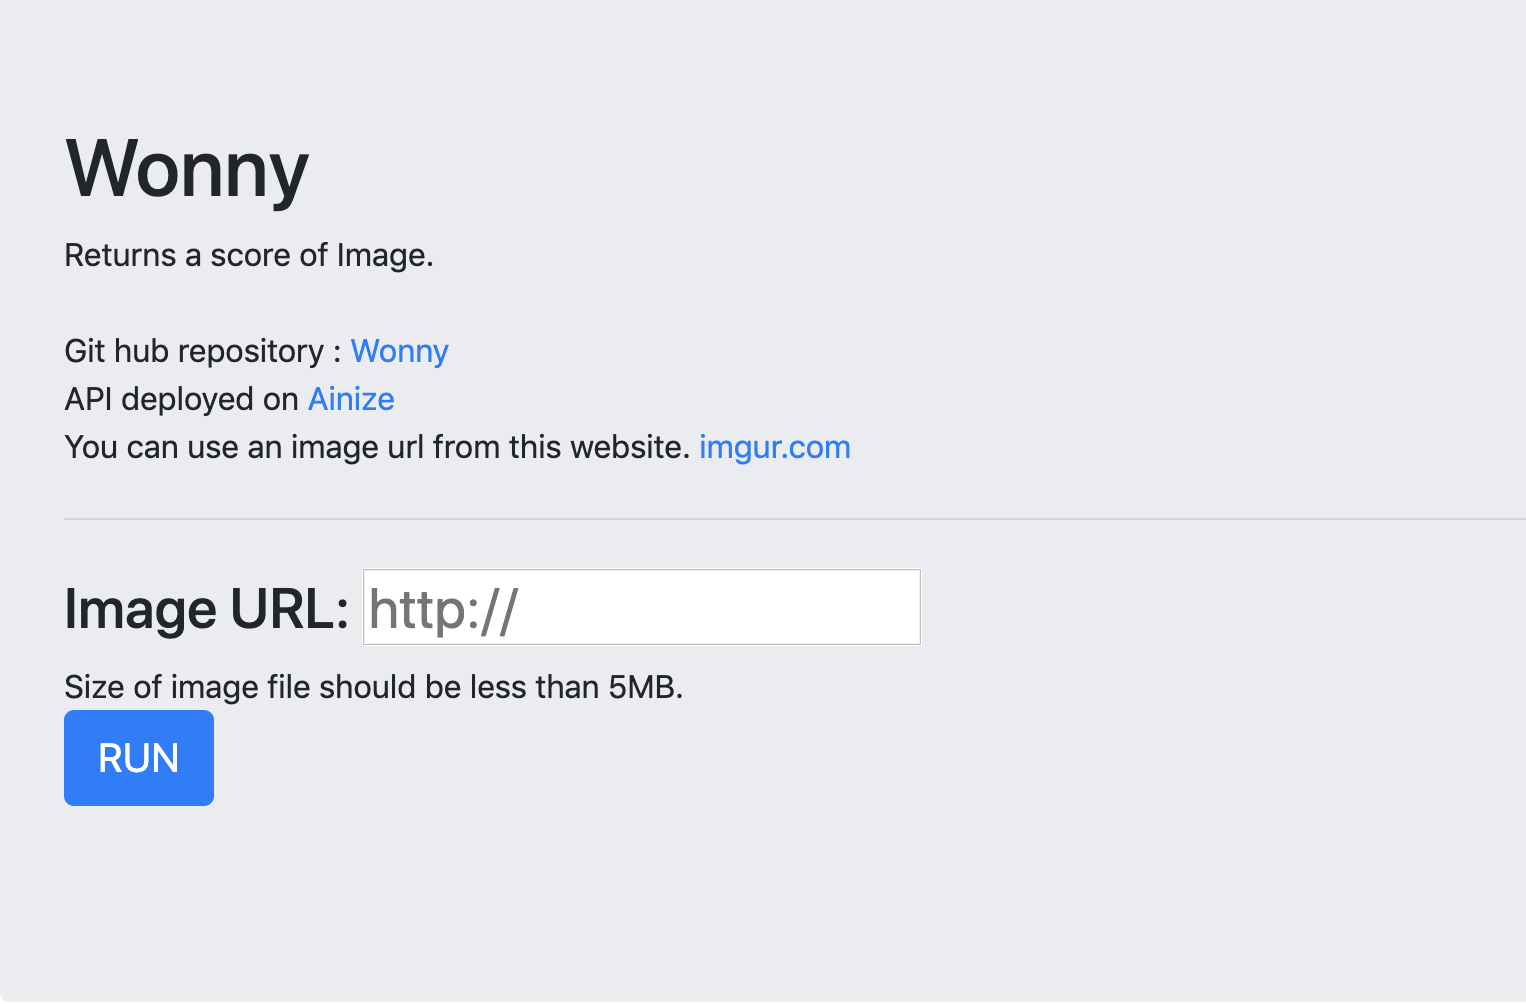 Wonny
Returns a score of Image.
Git hub repository : Wonny
API deployed on Ainize
You can use an image url from this website. imgur.com
Image URL: http://
Size of image file should be less than 5MB.
RUN